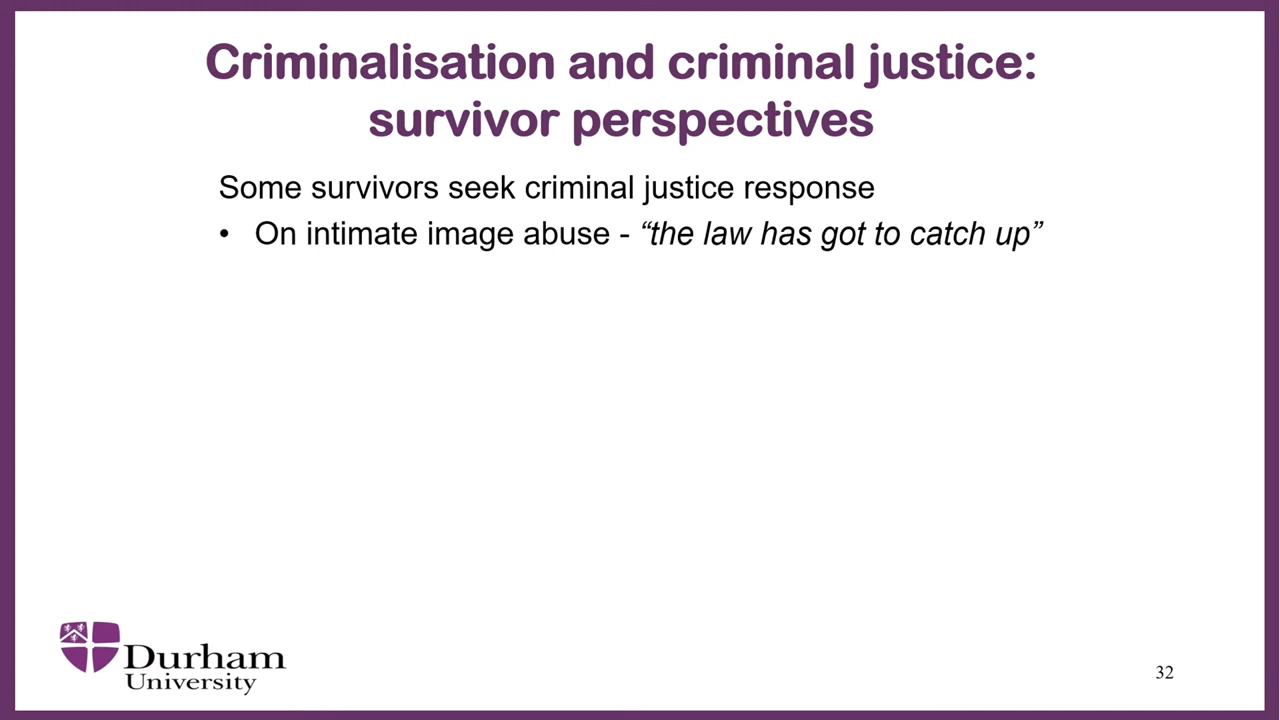 Criminalisation and criminal justice:
survivor perspectives
Some survivors seek criminal justice response
• On intimate image abuse - “the law has got to catch up”
Durham
University
32